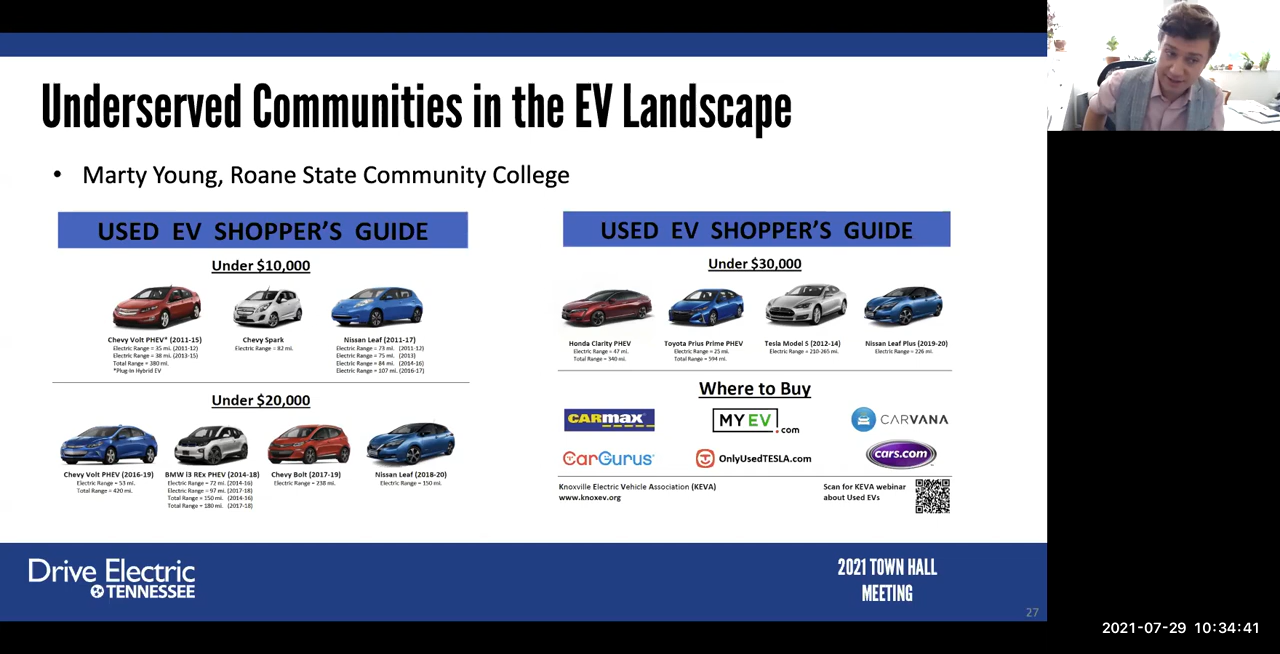 Underserved Communities in the EV Landscape
• Marty Young, Roane State Community College
USED EV SHOPPER'S GUIDE
Under $10,000
Chevy Volt PHEV* (2011-15)
Electric Range = 35 mi. (2011-12)
Electric Range = 38 mi. (2013-15)
Total Range = 380 mi.
*Plug-in Hybrid EV
Chevy Spark
Electric Range = 82 mi.
Nissan Leaf (2011-17)
Electric Range = 73 mi. (2011-12)
Electric Range = 75 mi. (2013)
Electric Range = 84 mi. (2014-16)
Electric Range = 107 mi. (2016-17)
Under $20,000
Chevy Volt PHEV (2016-19)
Electric Range = 53 mi.
Total Range = 420 mi.
BMW i3 REx PHEV (2014-18)
Electric Range = 72 mi. (2014-16)
Electric Range = 97 mi. (2017-18)
Total Range = 150 mi. (2014-16)
Total Range = 180 mi. (2017-18)
Chevy Bolt (2017-19)
Electric Range = 238 mi.
Nissan Leaf (2018-20)
Electric Range = 150 mi.
USED EV SHOPPER'S GUIDE
Under $30,000
Honda Clarity PHEV
Electric Range = 47 mi.
Total Range = 340 mi.
Toyota Prius Prime PHEV
Electric Range = 25 mi.
Total Range = 594 mi.
Tesla Model S (2012-14)
Electric Range = 210-265 mi.
Nissan Leaf Plus (2019-20)
Electric Range = 226 mi.
Where to Buy
CARMAX
MYEV.com
CARVANA
CarGurus
OnlyUsedTESLA.com
cars.com
Knoxville Electric Vehicle Association (KEVA)
www.knoxev.org
Scan for KEVA webinar
about Used EVs
Drive Electric
TENNESSEE
2021 TOWN HALL
MEETING
27
2021-07-29 10:34:41